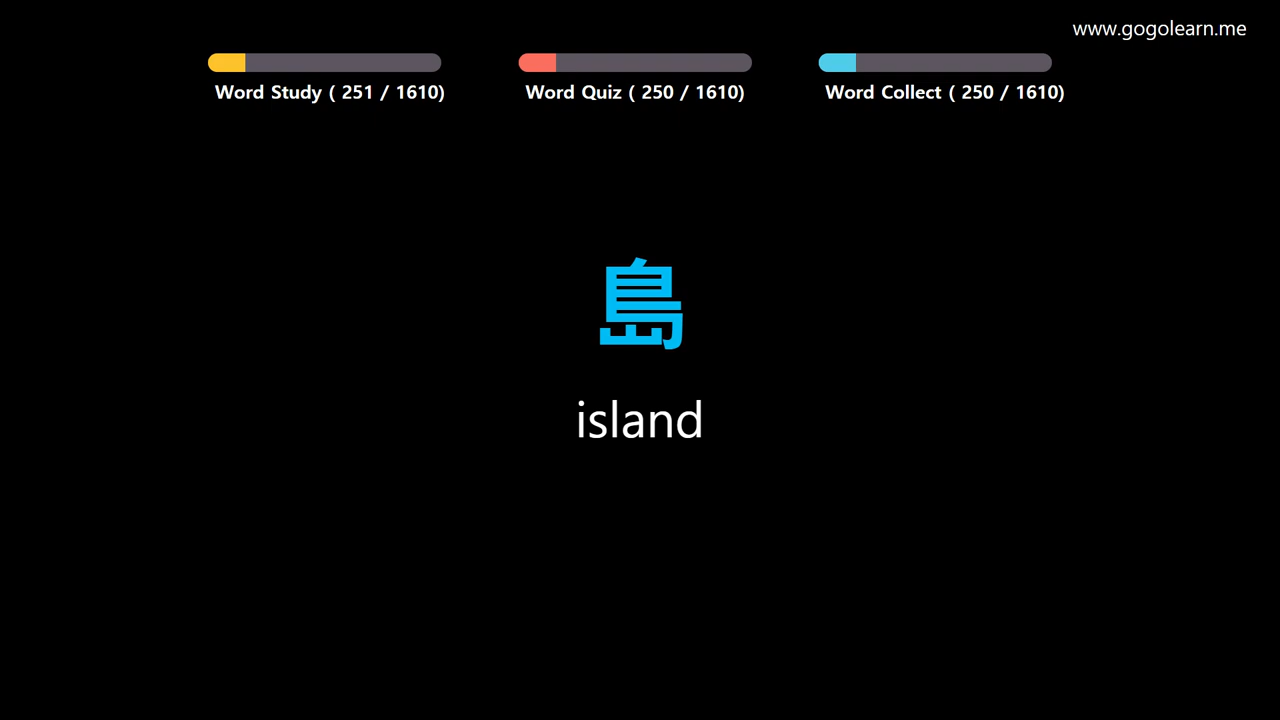 www.gogolearn.me
Word Study ( 251 / 1610)
Word Quiz ( 250 / 1610)
Word Collect ( 250 / 1610)
島
island